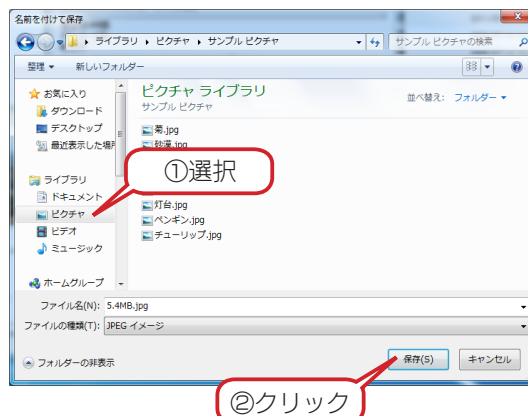 名前を付けて保存
ライブラリ ▸ ピクチャ ▸ サンプル ピクチャ
サンプル ピクチャの検索
整理 ▼ 新しいフォルダー
お気に入り
ダウンロード
デスクトップ
最近表示した場所
ライブラリ
ドキュメント
ピクチャ
ビデオ
ミュージック
ホームグループ
ピクチャ ライブラリ
サンプル ピクチャ
並べ替え: フォルダー ▼
菊.jpg
砂漠.jpg
灯台.jpg
ペンギン.jpg
チューリップ.jpg
①選択
ファイル名(N): 5.4MB.jpg
ファイルの種類(T): JPEG イメージ
フォルダーの非表示
保存(S)
キャンセル
②クリック